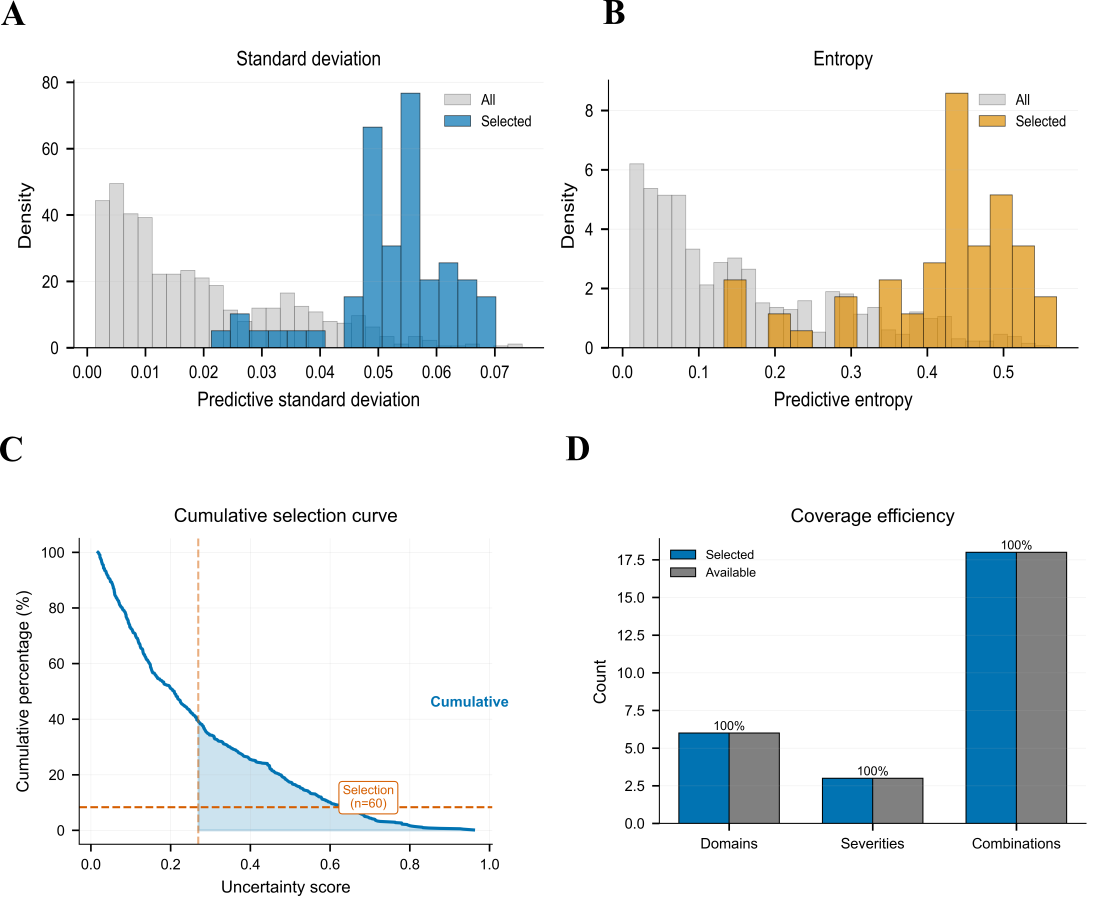 A
Standard deviation
All
Selected
80
60
40
20
0
Density
0.00 0.01 0.02 0.03 0.04 0.05 0.06 0.07
Predictive standard deviation
B
Entropy
All
Selected
8
6
4
2
0
Density
0.0 0.1 0.2 0.3 0.4 0.5
Predictive entropy
C
Cumulative selection curve
100
80
60
40
20
0
Cumulative percentage (%)
Cumulative
Selection
(n=60)
0.0 0.2 0.4 0.6 0.8 1.0
Uncertainty score
D
Coverage efficiency
Selected
Available
17.5
15.0
12.5
10.0
7.5
5.0
2.5
0.0
Count
100%
100%
100%
Domains Severities Combinations